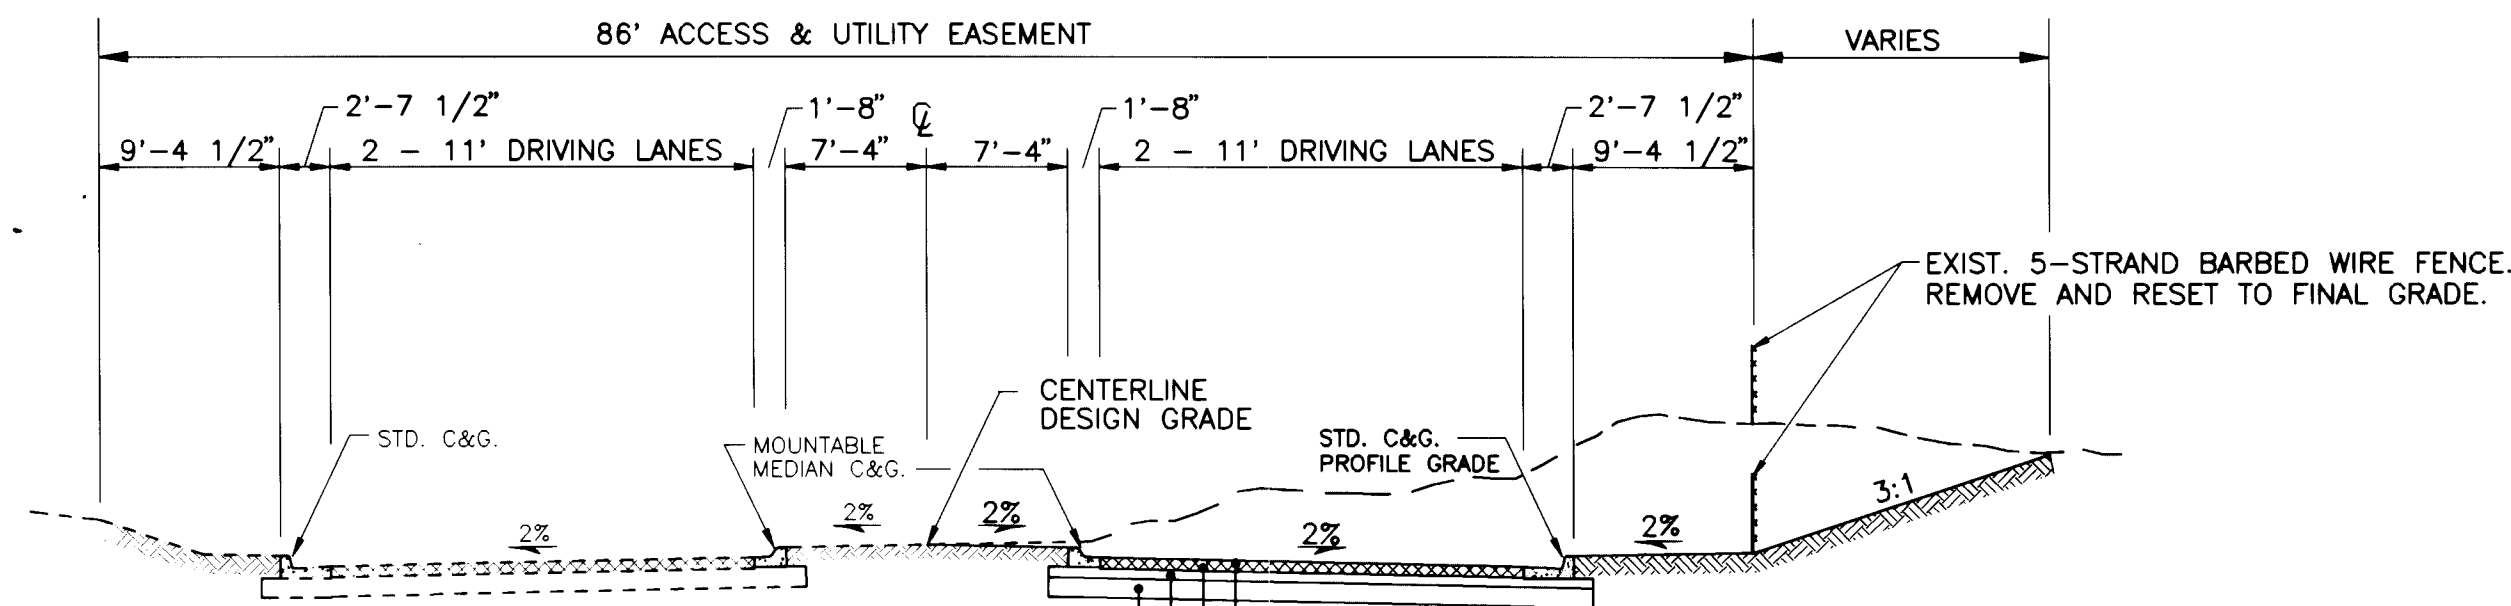 86' ACCESS & UTILITY EASEMENT
VARIES
2'-7 1/2"
1'-8"
℄
1'-8"
2'-7 1/2"
9'-4 1/2"
2 - 11' DRIVING LANES
7'-4"
7'-4"
2 - 11' DRIVING LANES
9'-4 1/2"
EXIST. 5-STRAND BARBED WIRE FENCE.
REMOVE AND RESET TO FINAL GRADE.
CENTERLINE
DESIGN GRADE
STD. C&G.
MOUNTABLE
MEDIAN C&G.
STD. C&G.
PROFILE GRADE
3:1
2%
2%
2%
2%
2%